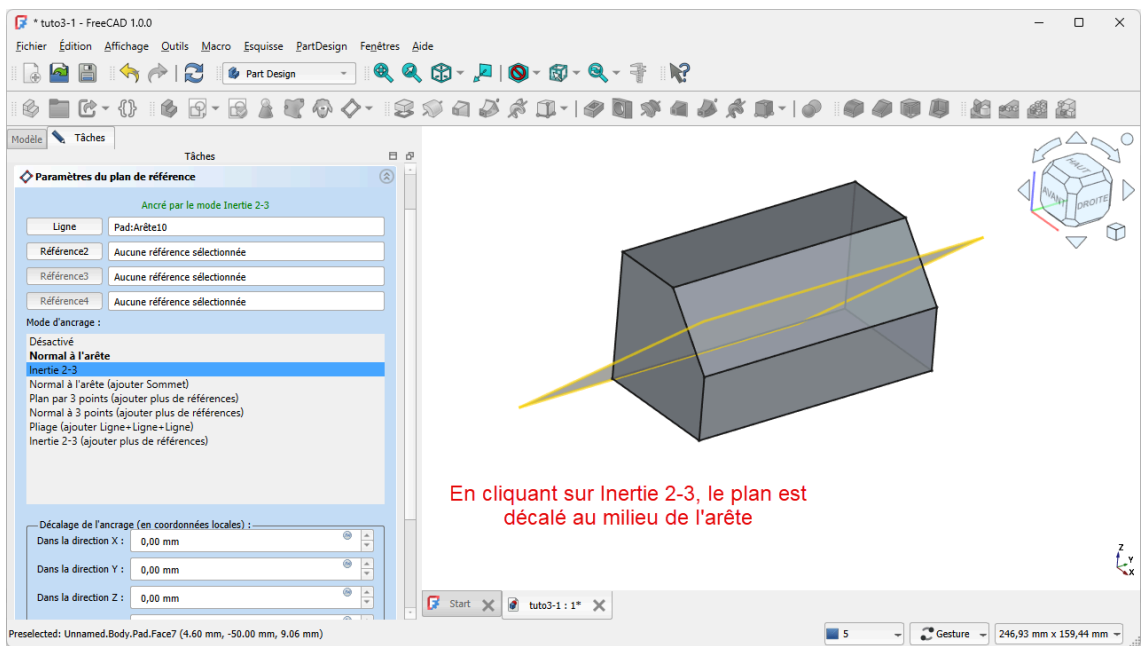 * tuto3-1 - FreeCAD 1.0.0
Fichier Édition Affichage Outils Macro Esquisse PartDesign Fenêtres Aide
Part Design
Modèle Tâches
Tâches
Paramètres du plan de référence
Ancré par le mode Inertie 2-3
Ligne Pad:Arête10
Référence2 Aucune référence sélectionnée
Référence3 Aucune référence sélectionnée
Référence4 Aucune référence sélectionnée
Mode d'ancrage :
Désactivé
Normal à l'arête
Inertie 2-3
Normal à l'arête (ajouter Sommet)
Plan par 3 points (ajouter plus de références)
Normal à 3 points (ajouter plus de références)
Pliage (ajouter Ligne+Ligne+Ligne)
Inertie 2-3 (ajouter plus de références)
Décalage de l'ancrage (en coordonnées locales) :
Dans la direction X : 0,00 mm
Dans la direction Y : 0,00 mm
Dans la direction Z : 0,00 mm
HAUT
AVANT DROITE
En cliquant sur Inertie 2-3, le plan est
décalé au milieu de l'arête
Z
Y
X
Start tuto3-1 : 1*
Preselected: Unnamed.Body.Pad.Face7 (4.60 mm, -50.00 mm, 9.06 mm)
5 Gesture 246,93 mm x 159,44 mm